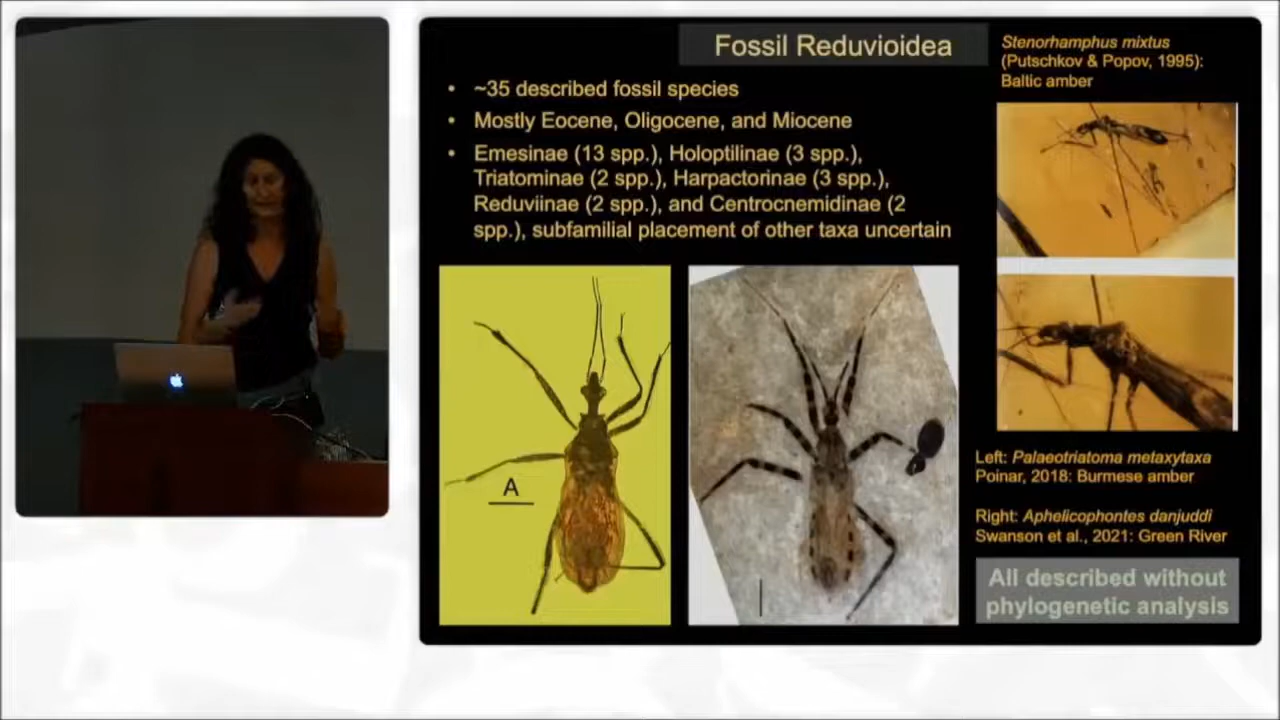 Fossil Reduvioidea
• ~35 described fossil species
• Mostly Eocene, Oligocene, and Miocene
• Emesinae (13 spp.), Holoptilinae (3 spp.),
Triatominae (2 spp.), Harpactorinae (3 spp.),
Reduviinae (2 spp.), and Centrocnemidinae (2
spp.), subfamilial placement of other taxa uncertain
Stenorhamphus mixtus
(Putschkov & Popov, 1995):
Baltic amber
A
Left: Palaeotriatoma metaxytaxa
Poinar, 2018: Burmese amber
Right: Aphelicophontes danjuddi
Swanson et al., 2021: Green River
All described without
phylogenetic analysis